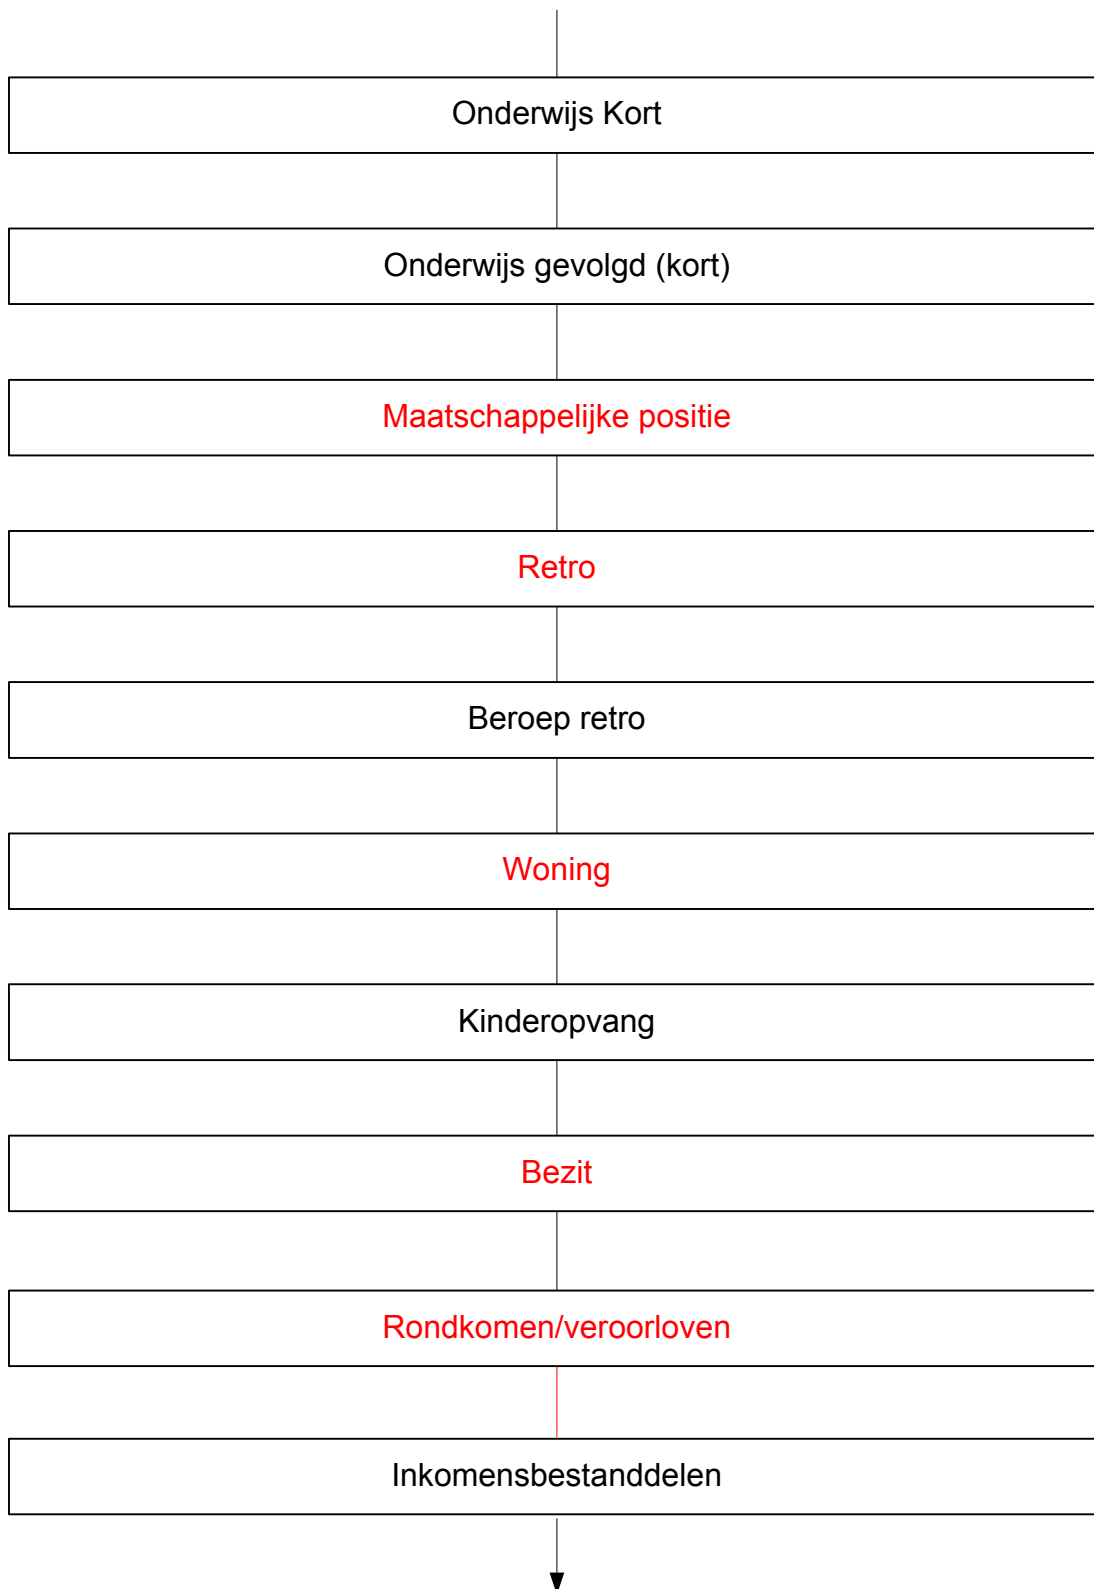 Onderwijs Kort
Onderwijs gevolgd (kort)
Maatschappelijke positie
Retro
Beroep retro
Woning
Kinderopvang
Bezit
Rondkomen/veroorloven
Inkomensbestanddelen